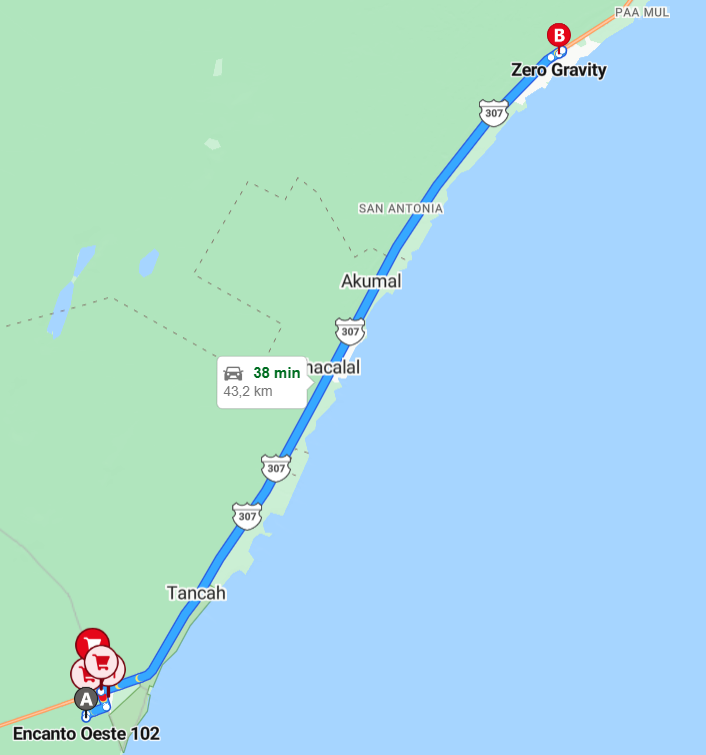 PAA MUL
B
Zero Gravity
307
SAN ANTONIA
Akumal
307
38 min
43,2 km
307
307
Tancah
A
Encanto Oeste 102